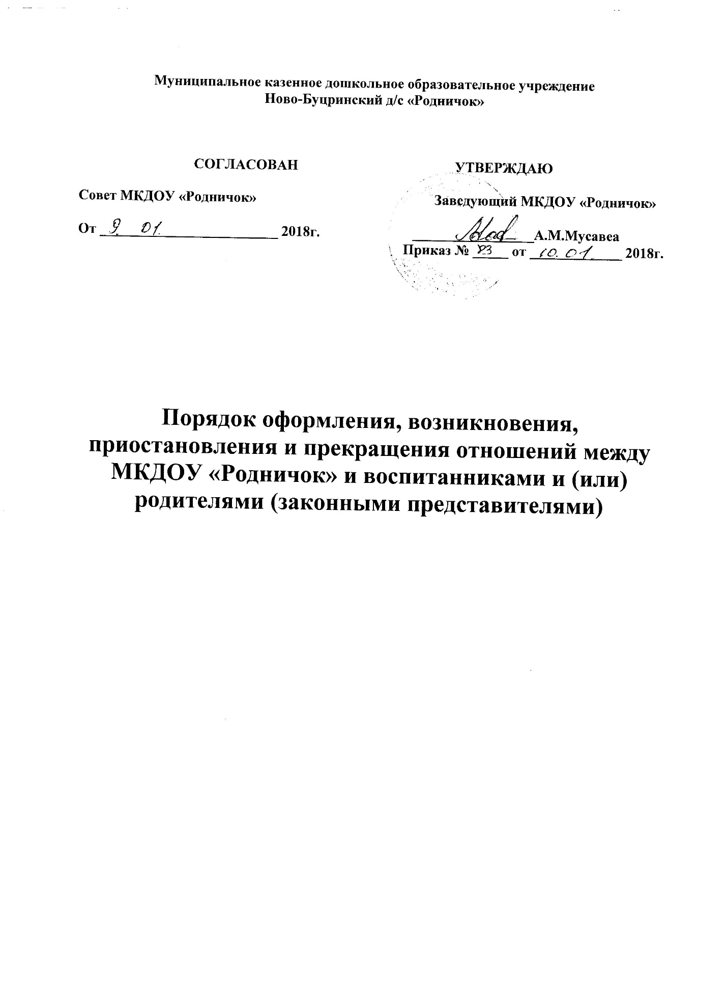 Муниципальное казенное дошкольное образовательное учреждение
Ново-Буцринский д/с «Родничок»
СОГЛАСОВАН
УТВЕРЖДАЮ
Совет МКДОУ «Родничок»
Заведующий МКДОУ «Родничок»
От 9. 01. 2018г.
А.М.Мусавеа
Приказ № от 10. 01. 2018г.
Порядок оформления, возникновения,
приостановления и прекращения отношений между
МКДОУ «Родничок» и воспитанниками и (или)
родителями (законными представителями)